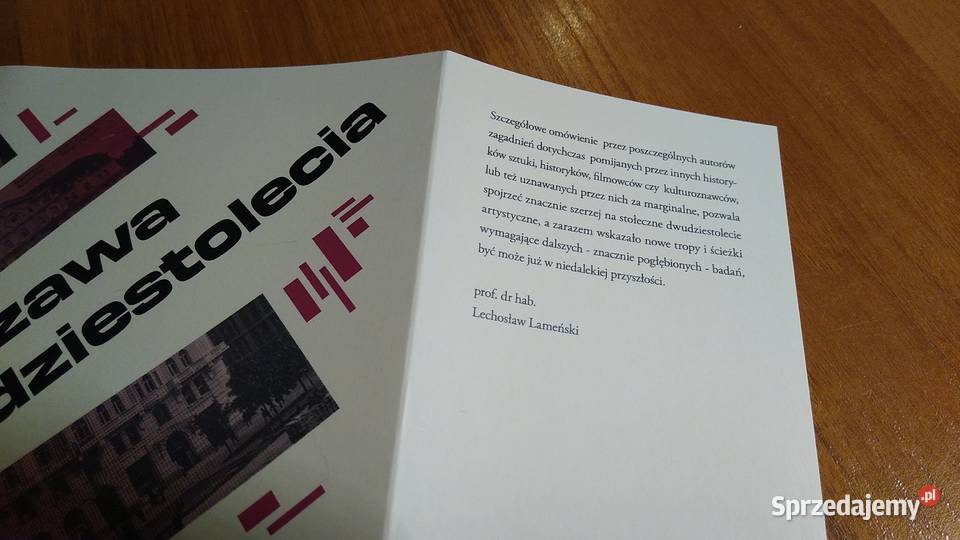 zawa
dziestolecia
Szczegółowe omówienie przez poszczególnych autorów
zagadnień dotychczas pomijanych przez innych history-
ków sztuki, historyków, filmowców czy kulturoznawców,
lub też uznawanych przez nich za marginalne, pozwala
spojrzeć znacznie szerzej na stołeczne dwudziestolecie
artystyczne, a zarazem wskazało nowe tropy i ścieżki
wymagające dalszych - znacznie pogłębionych - badań,
być może już w niedalekiej przyszłości.
prof. dr hab.
Lechosław Lameński
Sprzedajemy.pl